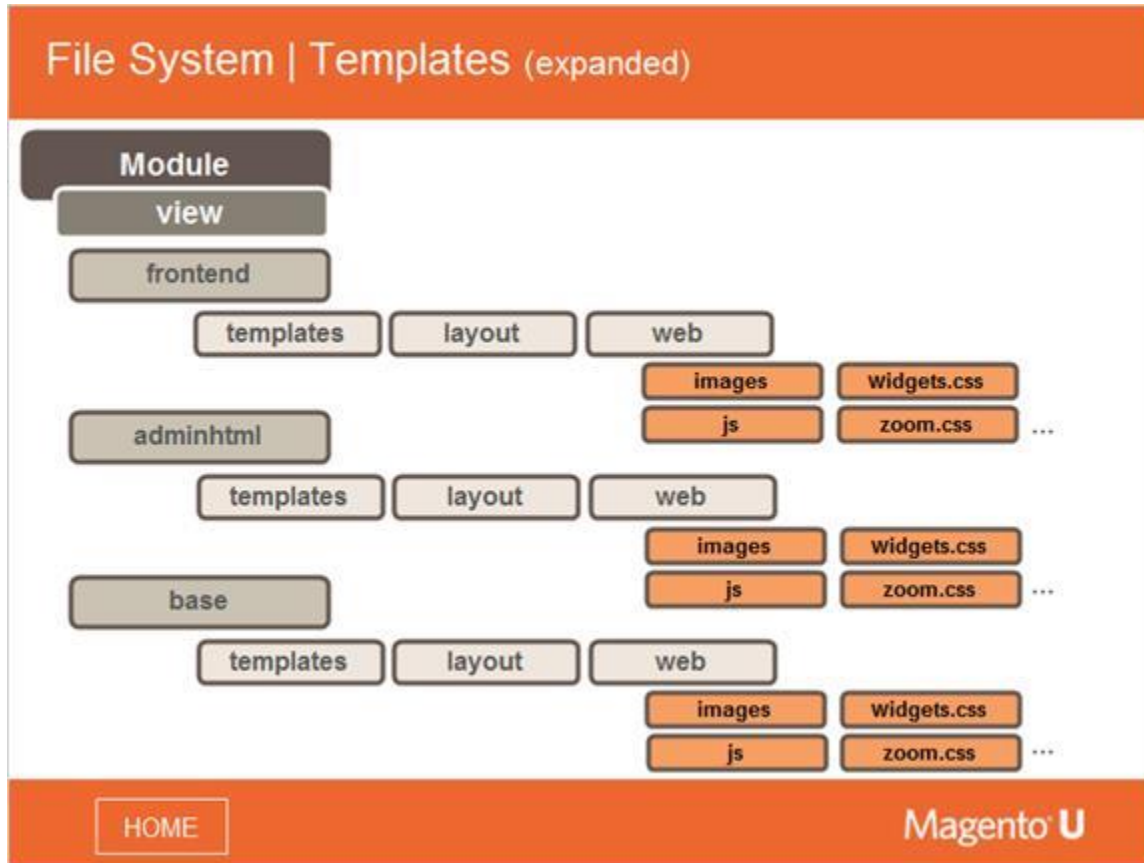 File System | Templates (expanded)
Module
view
frontend
templates layout web
images widgets.css
js zoom.css ...
adminhtml
templates layout web
images widgets.css
js zoom.css ...
base
templates layout web
images widgets.css
js zoom.css ...
HOME Magento U